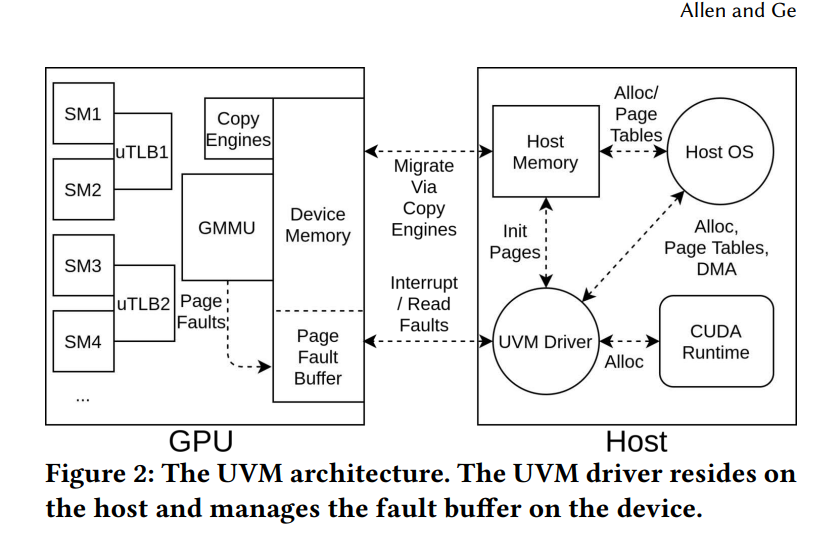 Allen and Ge
SM1
uTLB1
SM2
SM3
uTLB2
SM4
...
Copy
Engines
GMMU
Device
Memory
Page
Faults
Page
Fault
Buffer
GPU
Migrate
Via
Copy
Engines
Interrupt
/ Read
Faults
Host
Memory
Alloc/
Page
Tables
Host OS
Init
Pages
Alloc,
Page Tables,
DMA
UVM Driver
Alloc
CUDA
Runtime
Host
Figure 2: The UVM architecture. The UVM driver resides on
the host and manages the fault buffer on the device.